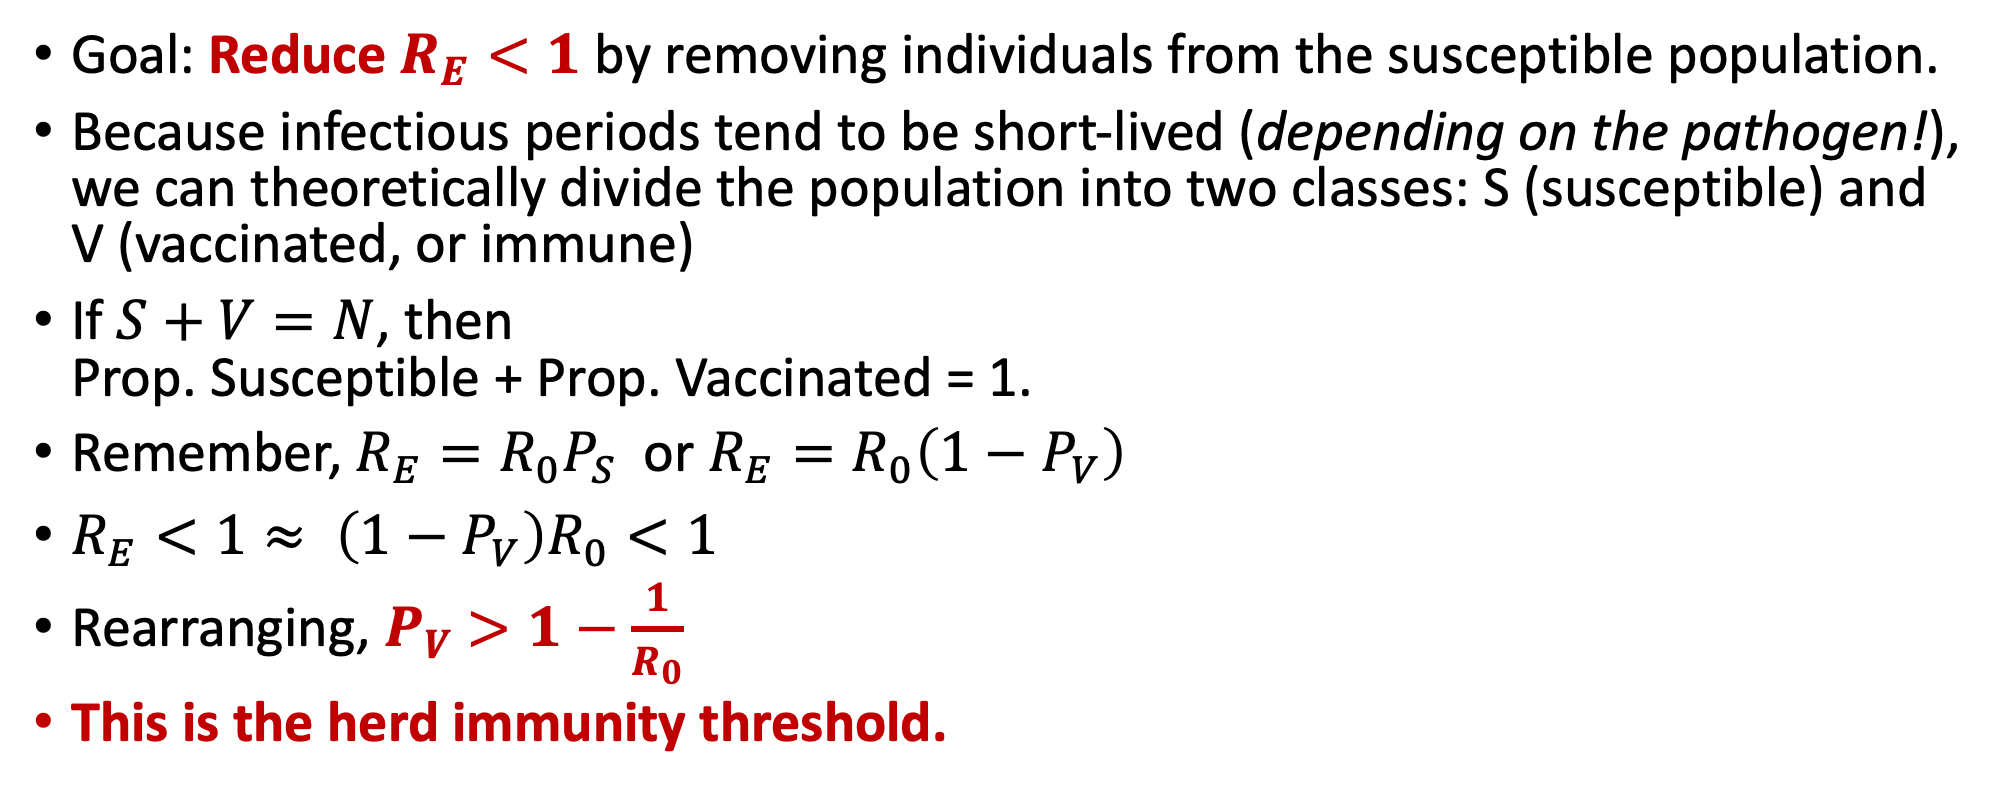 • Goal: Reduce R_E < 1 by removing individuals from the susceptible population.
• Because infectious periods tend to be short-lived (depending on the pathogen!),
we can theoretically divide the population into two classes: S (susceptible) and
V (vaccinated, or immune)
• If S + V = N, then
Prop. Susceptible + Prop. Vaccinated = 1.
• Remember, R_E = R_0P_S or R_E = R_0(1 − P_V)
• R_E < 1 ≈ (1 − P_V)R_0 < 1
• Rearranging, P_V > 1 − 1/R_0
• This is the herd immunity threshold.